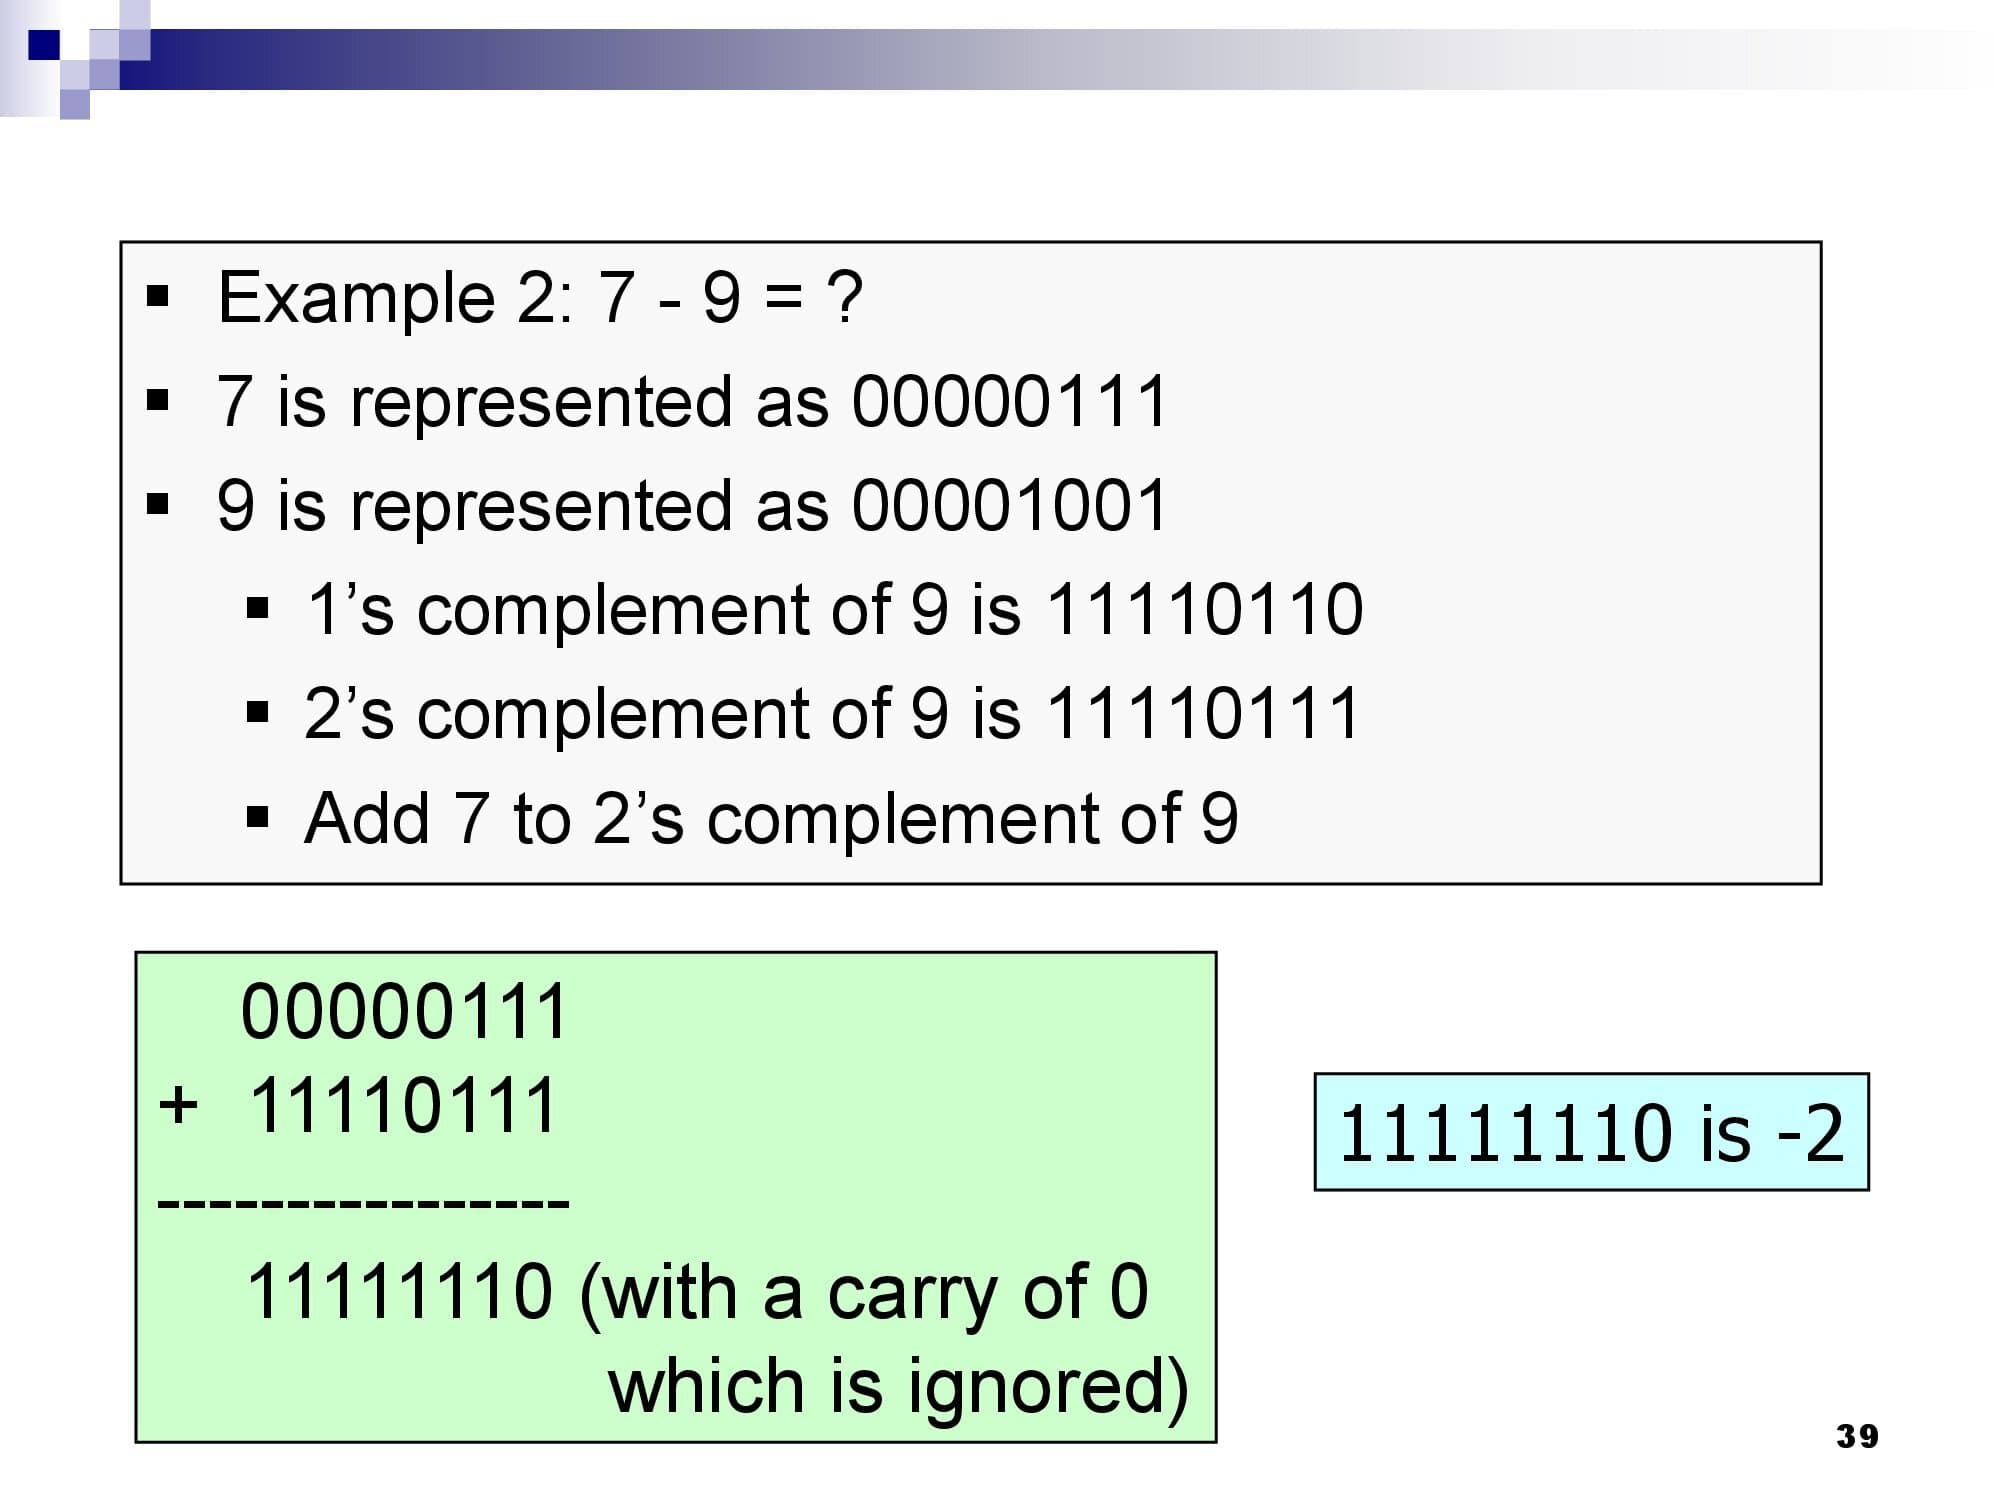 ▪ Example 2: 7 - 9 = ?
▪ 7 is represented as 00000111
▪ 9 is represented as 00001001
▪ 1’s complement of 9 is 11110110
▪ 2’s complement of 9 is 11110111
▪ Add 7 to 2’s complement of 9
00000111
+ 11110111
----------------
11111110 (with a carry of 0
which is ignored)
11111110 is -2
39